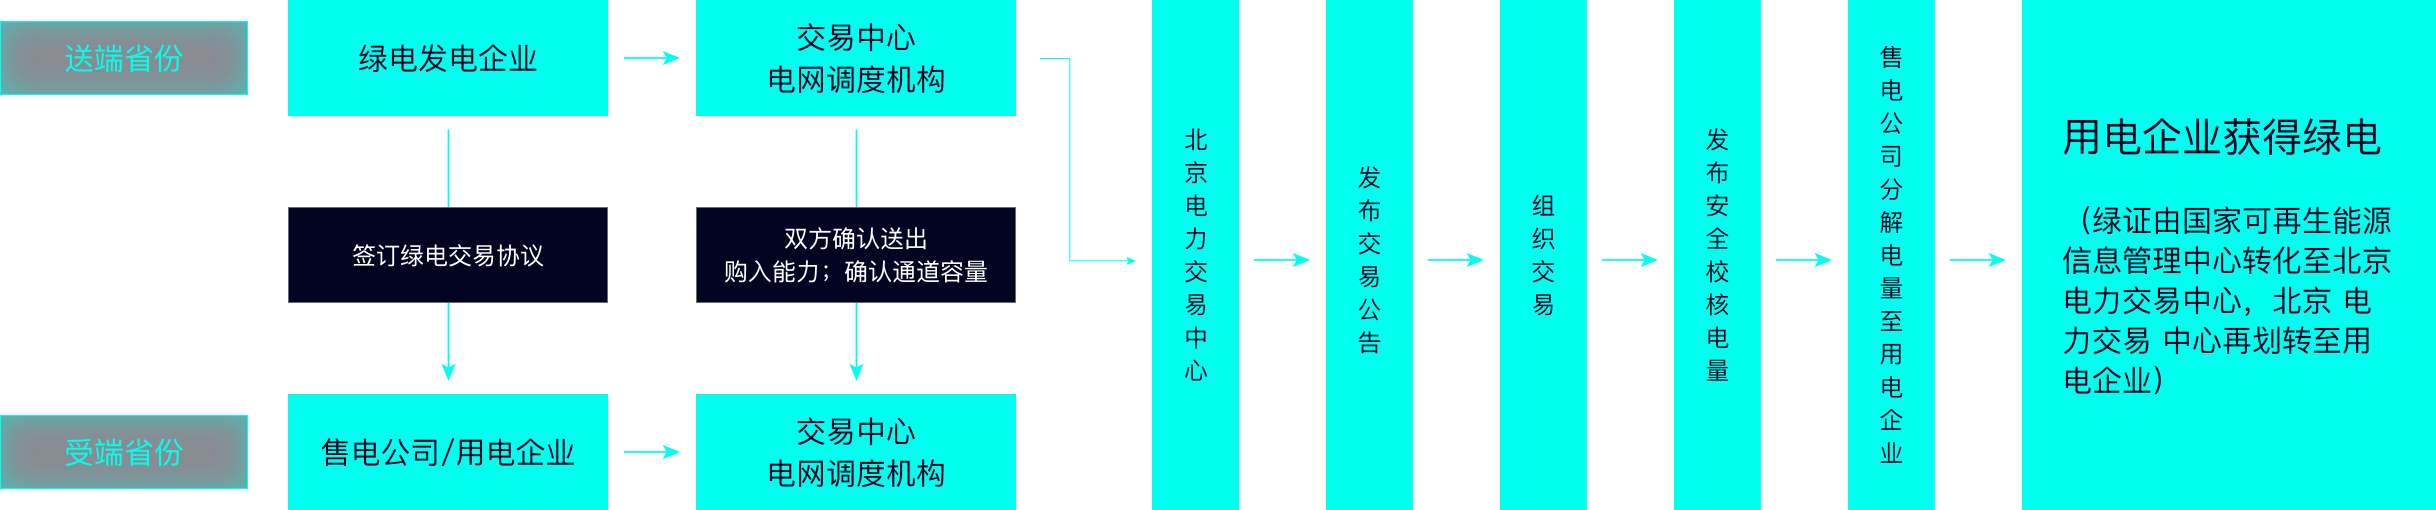 送端省份
绿电发电企业
交易中心
电网调度机构
签订绿电交易协议
双方确认送出
购入能力；确认通道容量
受端省份
售电公司/用电企业
交易中心
电网调度机构
北京电力交易中心
发布交易公告
组织交易
发布安全校核电量
售电公司分解电量至用电企业
用电企业获得绿电
（绿证由国家可再生能源
信息管理中心转化至北京
电力交易中心，北京 电
力交易 中心再划转至用
电企业）